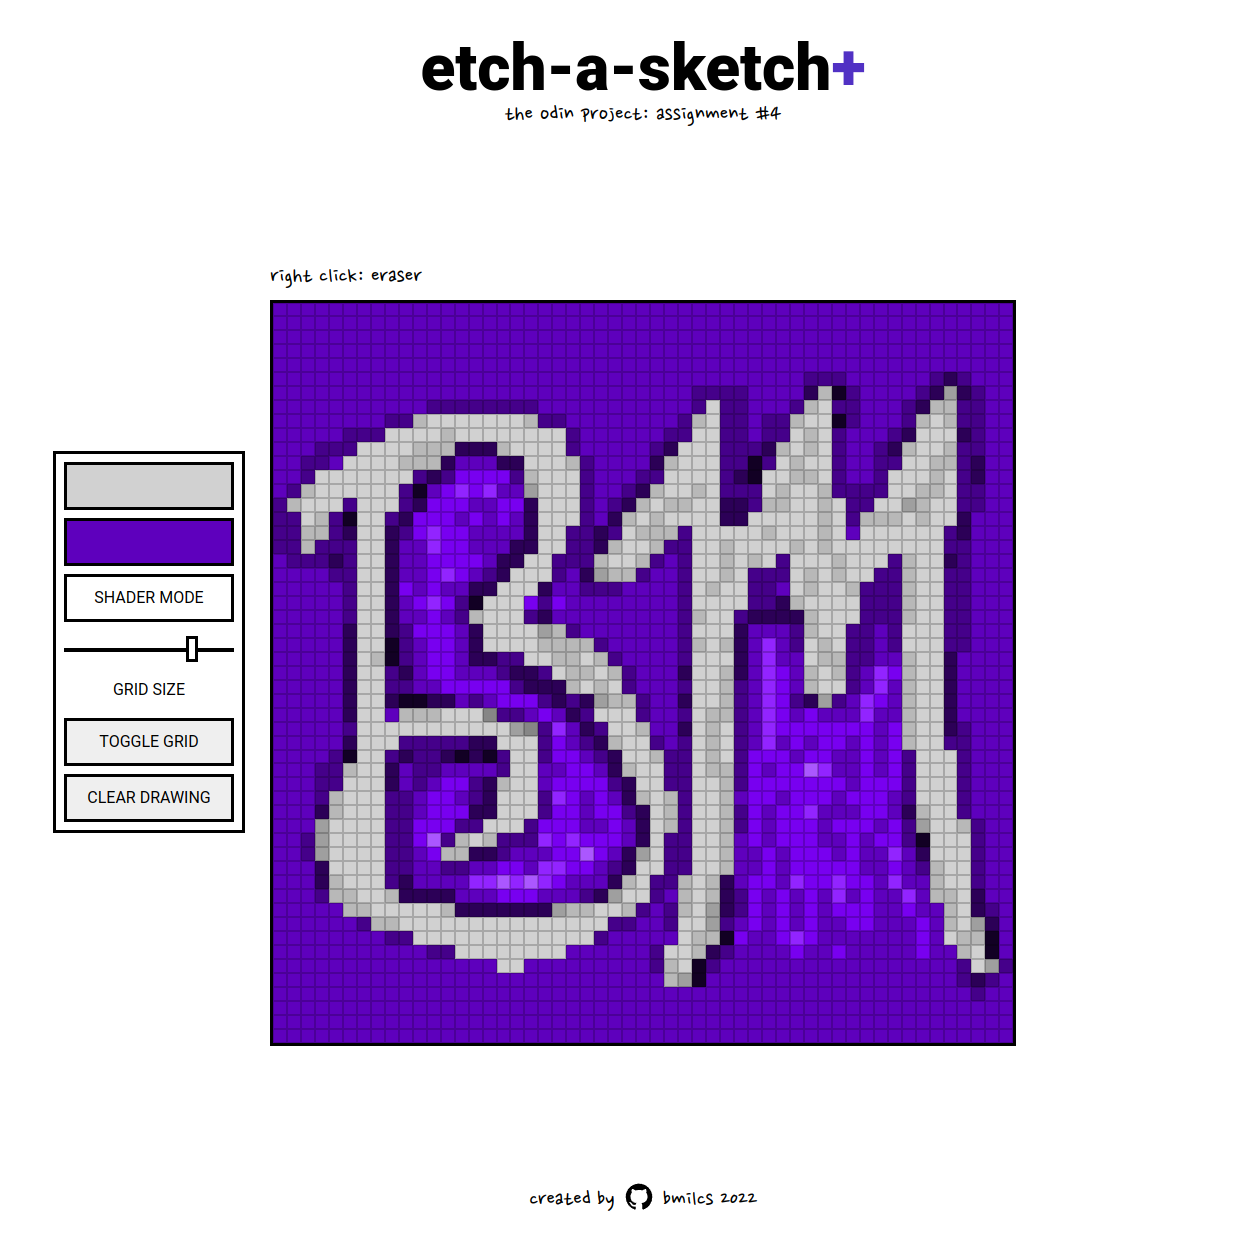 etch-a-sketch+
the odin project: assignment #4
right click: eraser
BM
SHADER MODE
GRID SIZE
TOGGLE GRID
CLEAR DRAWING
created by bmilcs 2022